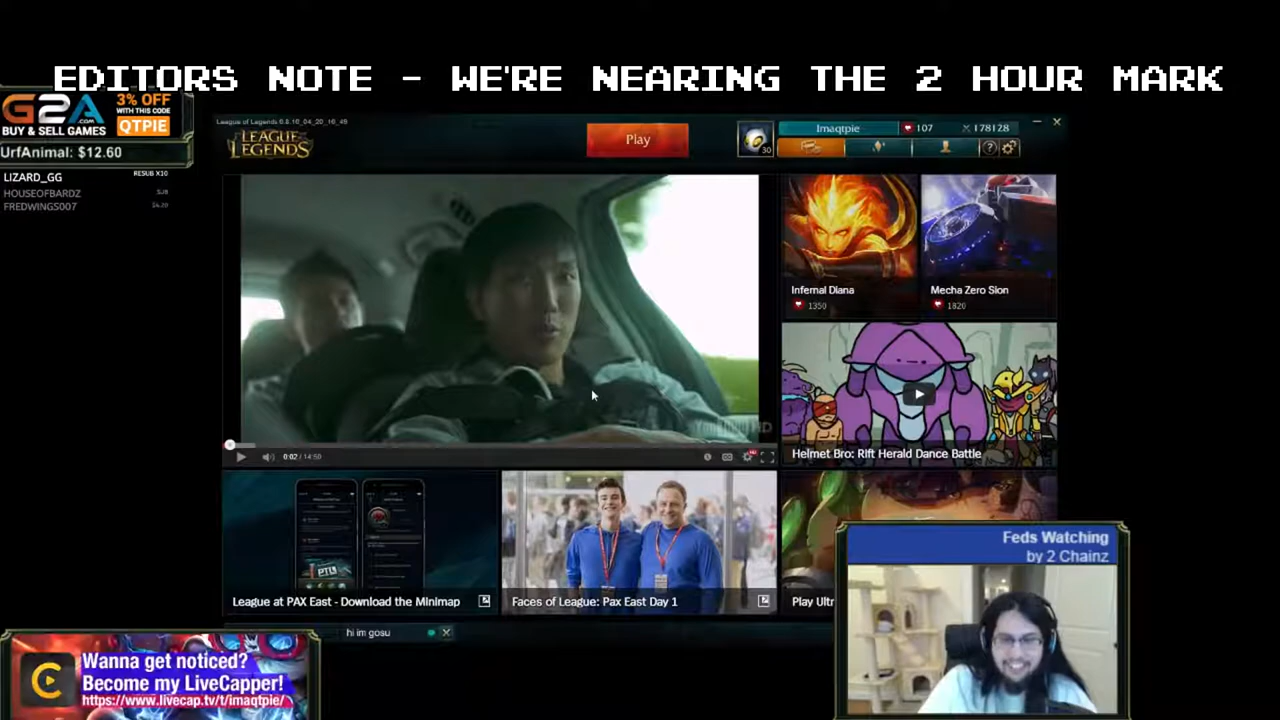 EDITORS NOTE - WE'RE NEARING THE 2 HOUR MARK
G2A.COM
BUY & SELL GAMES
3% OFF
WITH THIS CODE
QTPIE
UrfAnimal: $12.60
LIZARD_GG RESUB X10
HOUSEOFBARDZ
FREDWINGS007 $4.20
LEAGUE OF LEGENDS
Play
30
Imaqtpie
107
178128
?
Infernal Diana
1350
Mecha Zero Sion
1820
Helmet Bro: Rift Herald Dance Battle
0:02 / 14:50
PTL
League at PAX East - Download the Minimap
Faces of League: Pax East Day 1
Play Ultr
hi im gosu
Feds Watching
by 2 Chainz
Wanna get noticed?
Become my LiveCapper!
https://www.livecap.tv/t/imaqtpie/